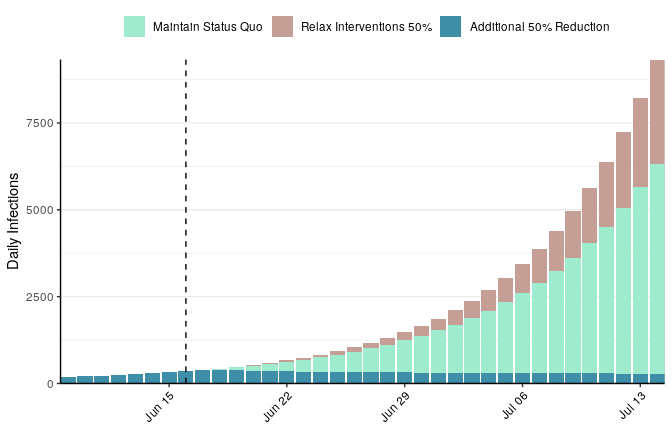 Maintain Status Quo Relax Interventions 50% Additional 50% Reduction
Daily Infections
7500
5000
2500
0
Jun 15 Jun 22 Jun 29 Jul 06 Jul 13